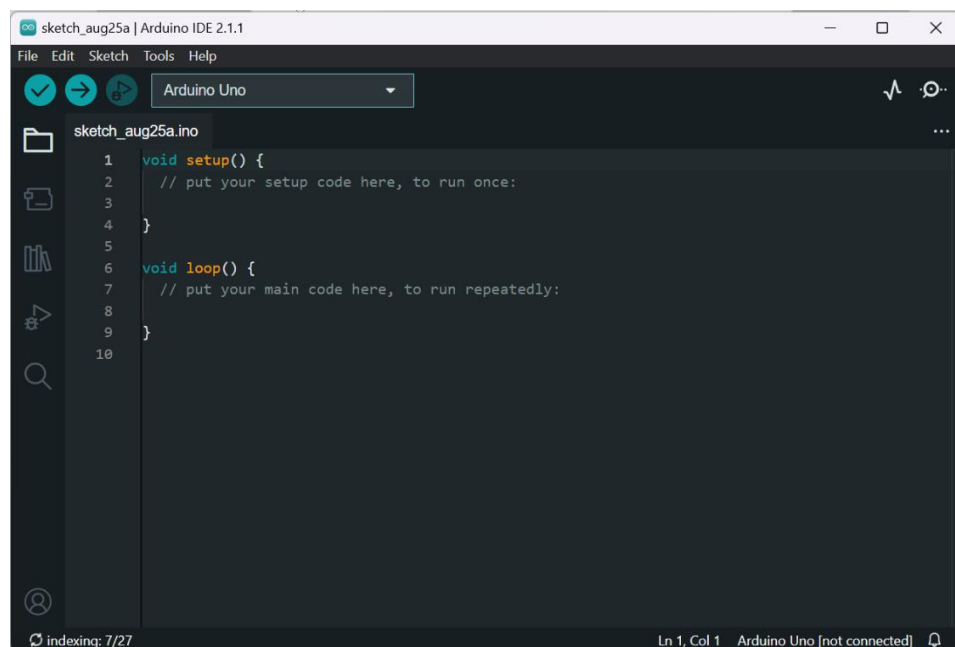 sketch_aug25a | Arduino IDE 2.1.1
File Edit Sketch Tools Help
Arduino Uno
sketch_aug25a.ino
1 void setup() {
2 // put your setup code here, to run once:
3
4 }
5
6 void loop() {
7 // put your main code here, to run repeatedly:
8
9 }
10
indexing: 7/27 Ln 1, Col 1 Arduino Uno [not connected]